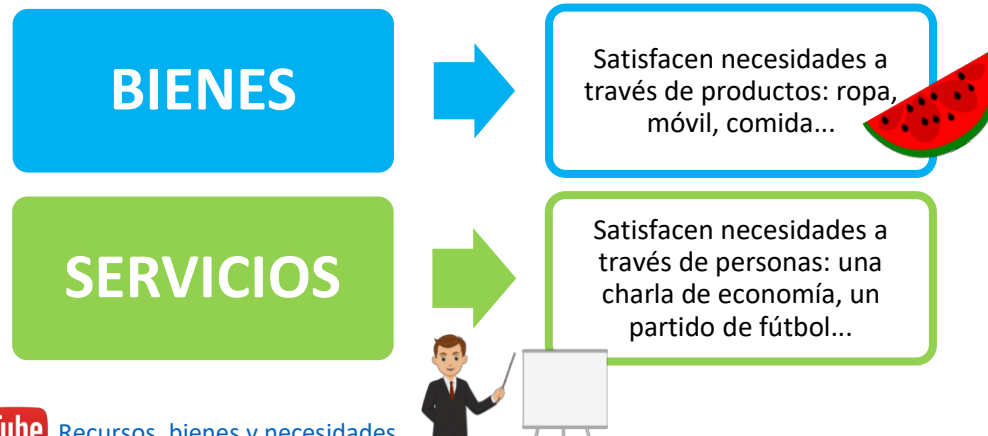 BIENES
Satisfacen necesidades a
través de productos: ropa,
móvil, comida...
SERVICIOS
Satisfacen necesidades a
través de personas: una
charla de economía, un
partido de fútbol...
Recursos, bienes y necesidades